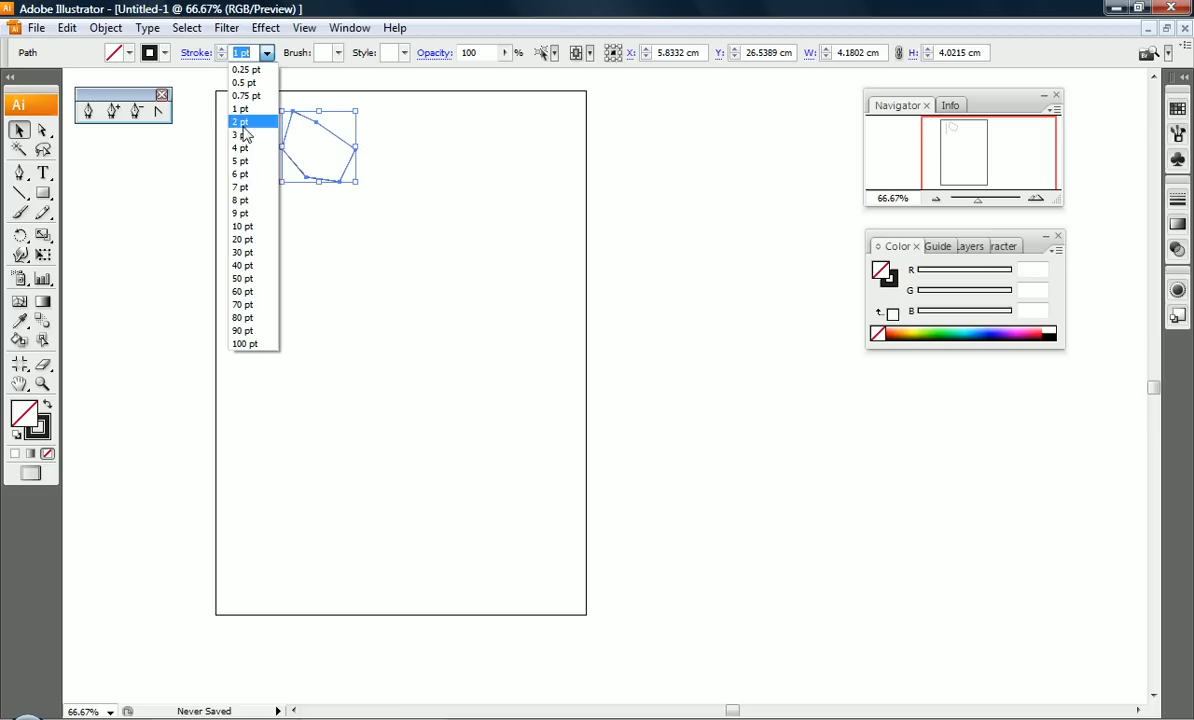 Adobe Illustrator - [Untitled-1 @ 66.67% (RGB/Preview) ]
File Edit Object Type Select Filter Effect View Window Help
Path Stroke: 1 pt Brush: Style: Opacity: 100 % X: 5.8332 cm Y: 26.5389 cm W: 4.1802 cm H: 4.0215 cm
0.25 pt
0.5 pt
0.75 pt
1 pt
2 pt
3
4 pt
5 pt
6 pt
7 pt
8 pt
9 pt
10 pt
20 pt
30 pt
40 pt
50 pt
60 pt
70 pt
80 pt
90 pt
100 pt
Ai
T
Navigator Info
66.67%
Color Guide ayers racter
R
G
B
66.67% Never Saved